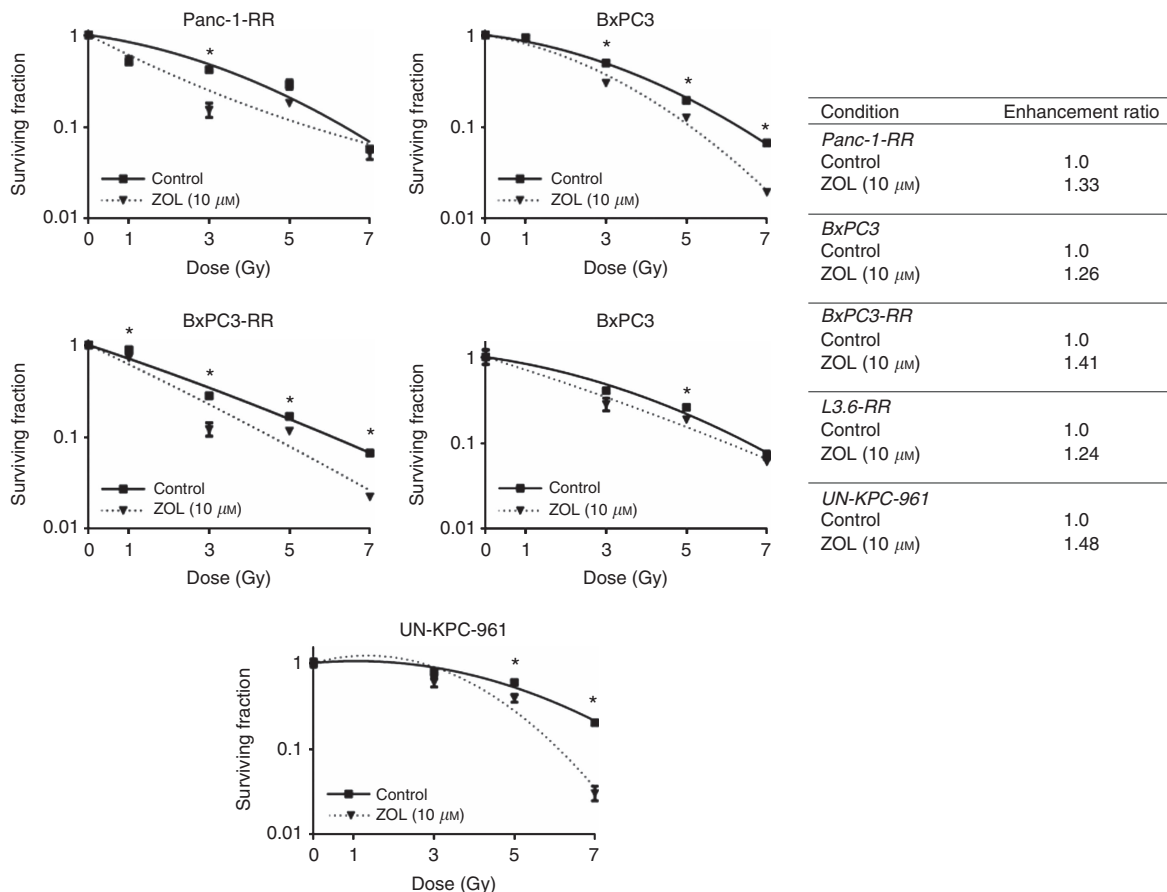 Panc-1-RR
Surviving fraction
1
*
0.1
0.01
Control
ZOL (10 μM)
0 1 3 5 7
Dose (Gy)
BxPC3
Surviving fraction
1
* * *
0.1
0.01
Control
ZOL (10 μM)
0 1 3 5 7
Dose (Gy)
BxPC3-RR
Surviving fraction
1
* * * *
0.1
0.01
Control
ZOL (10 μM)
0 1 3 5 7
Dose (Gy)
BxPC3
Surviving fraction
1
*
0.1
0.01
Control
ZOL (10 μM)
0 1 3 5 7
Dose (Gy)
UN-KPC-961
Surviving fraction
1
* *
0.1
0.01
Control
ZOL (10 μM)
0 1 3 5 7
Dose (Gy)
Condition Enhancement ratio
Panc-1-RR
Control 1.0
ZOL (10 μM) 1.33
BxPC3
Control 1.0
ZOL (10 μM) 1.26
BxPC3-RR
Control 1.0
ZOL (10 μM) 1.41
L3.6-RR
Control 1.0
ZOL (10 μM) 1.24
UN-KPC-961
Control 1.0
ZOL (10 μM) 1.48